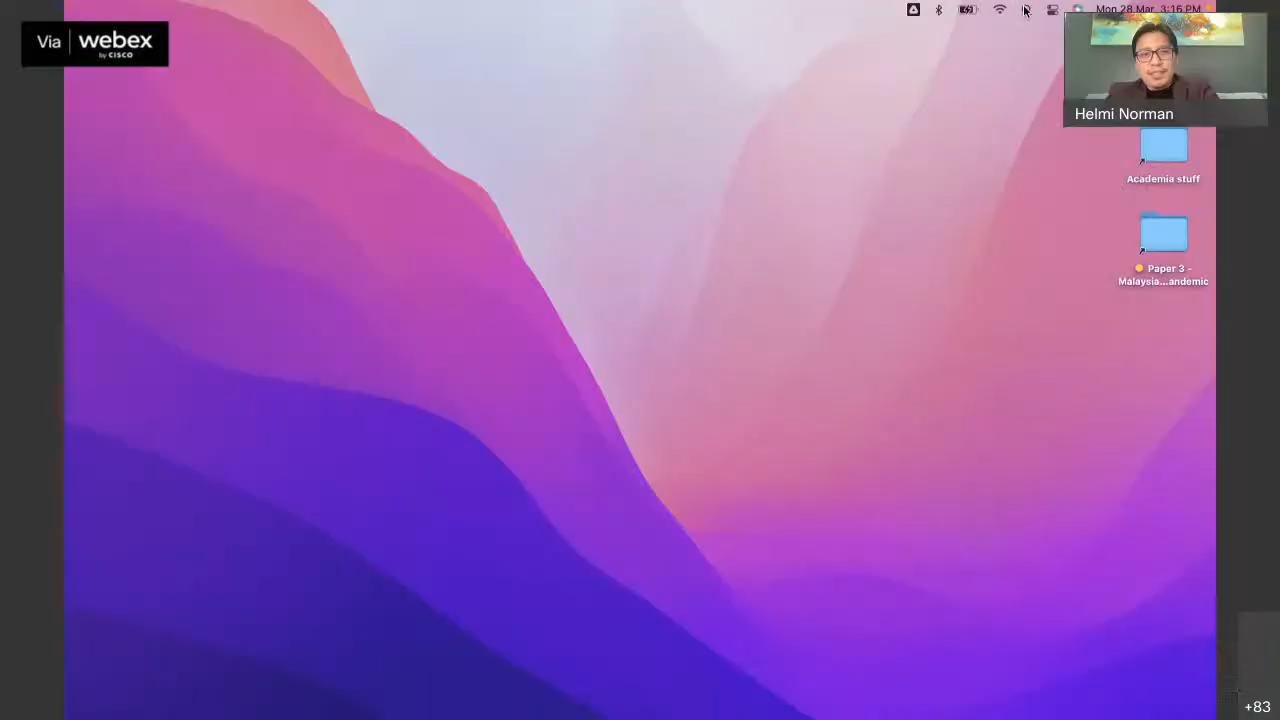 Via webex
by CISCO
Mon 28 Mar 3:16 PM
Helmi Norman
Academia stuff
Paper 3 -
Malaysia...andemic
+83